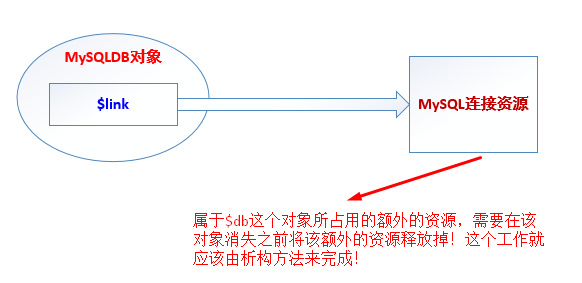 MySQLDB对象
$link
MySQL连接资源
属于$db这个对象所占用的额外的资源，需要在该
对象消失之前将该额外的资源释放掉！这个工作就
应该由析构方法来完成！